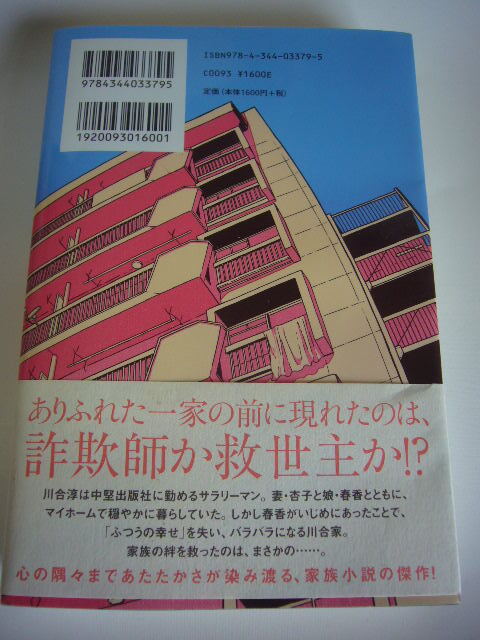 9784344033795
1920093016001
ISBN978-4-344-03379-5
C0093 ¥1600E
定価(本体1600円+税)
ありふれた一家の前に現れたのは、
詐欺師か救世主か!?
川合淳は中堅出版社に勤めるサラリーマン。妻・杏子と娘・春香とともに、
マイホームで穏やかに暮らしていた。しかし春香がいじめにあったことで、
「ふつうの幸せ」を失い、バラバラになる川合家。
家族の絆を救ったのは、まさかの……。
心の隅々まであたたかさが染み渡る、家族小説の傑作!